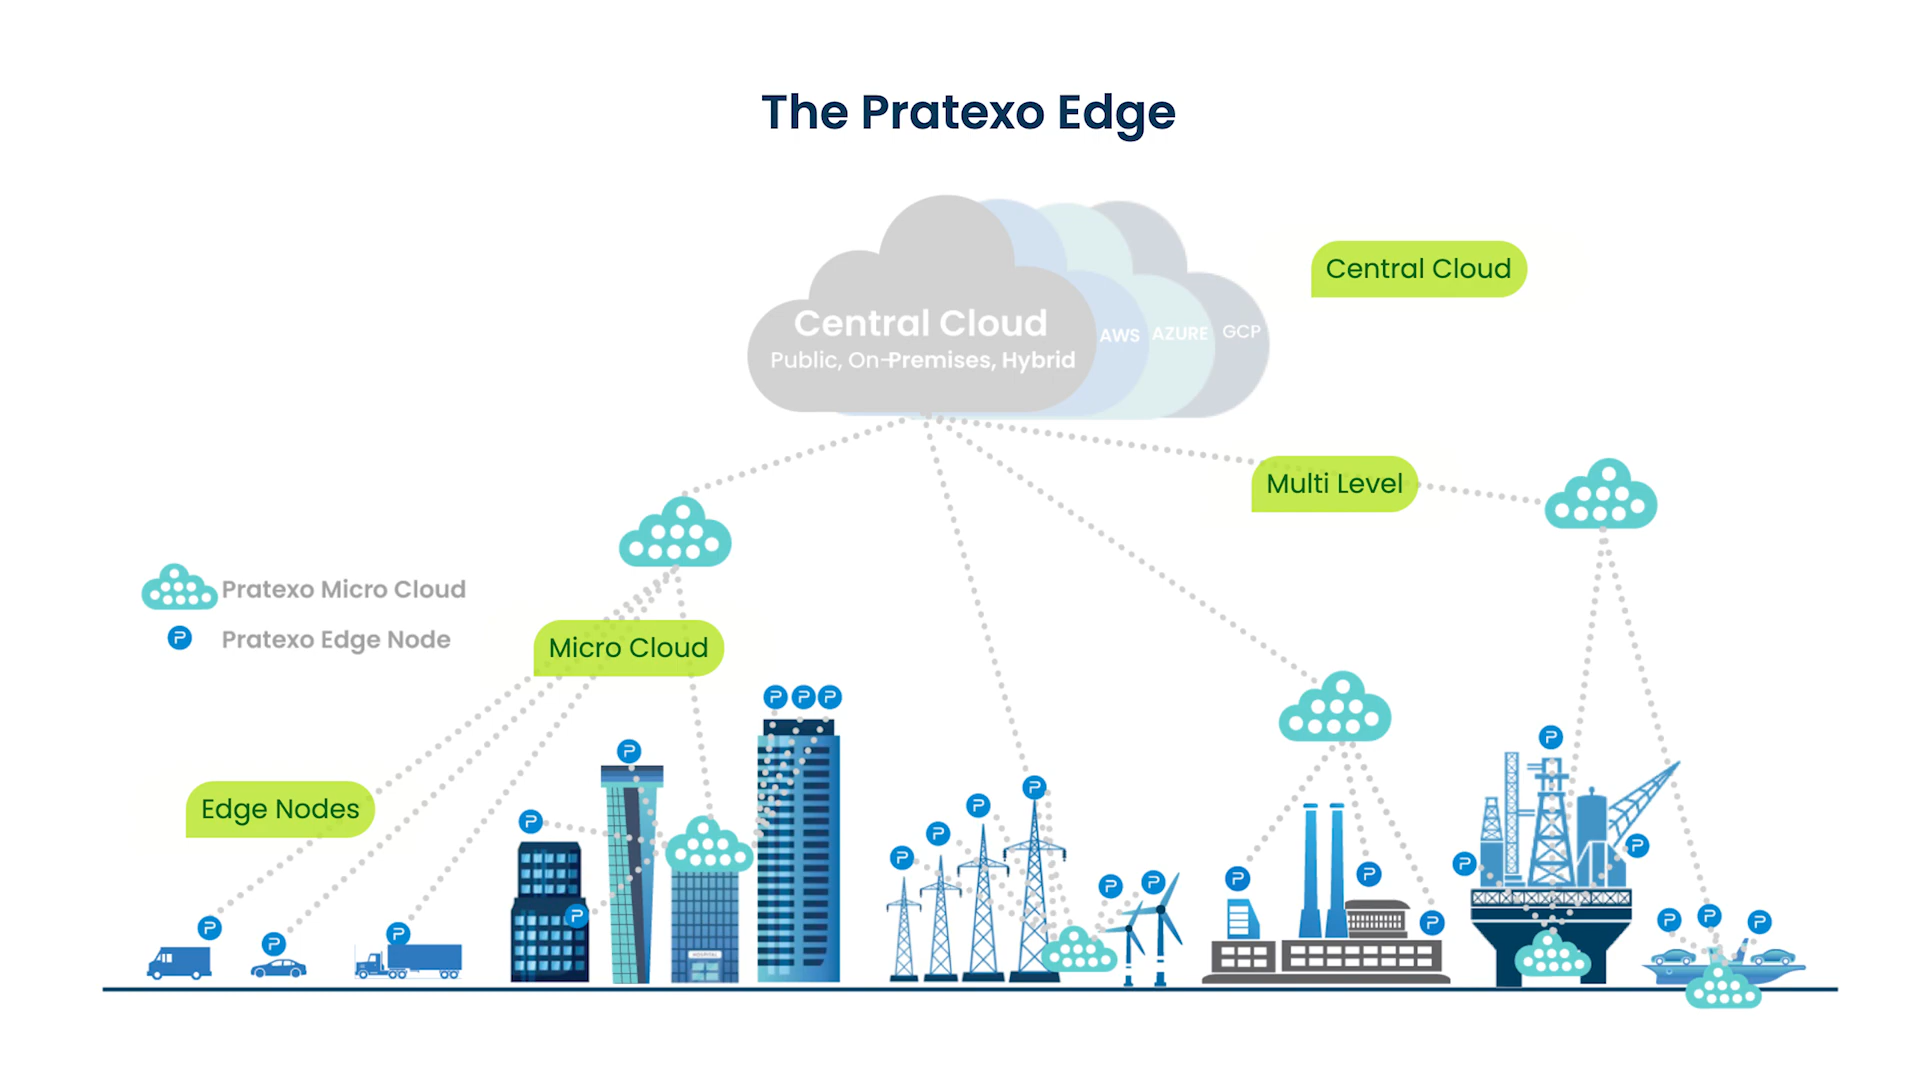 The Pratexo Edge
Central Cloud
Central Cloud
Public, On-Premises, Hybrid
AWS
AZURE
GCP
Multi Level
Pratexo Micro Cloud
Pratexo Edge Node
Micro Cloud
Edge Nodes
HOSPITAL